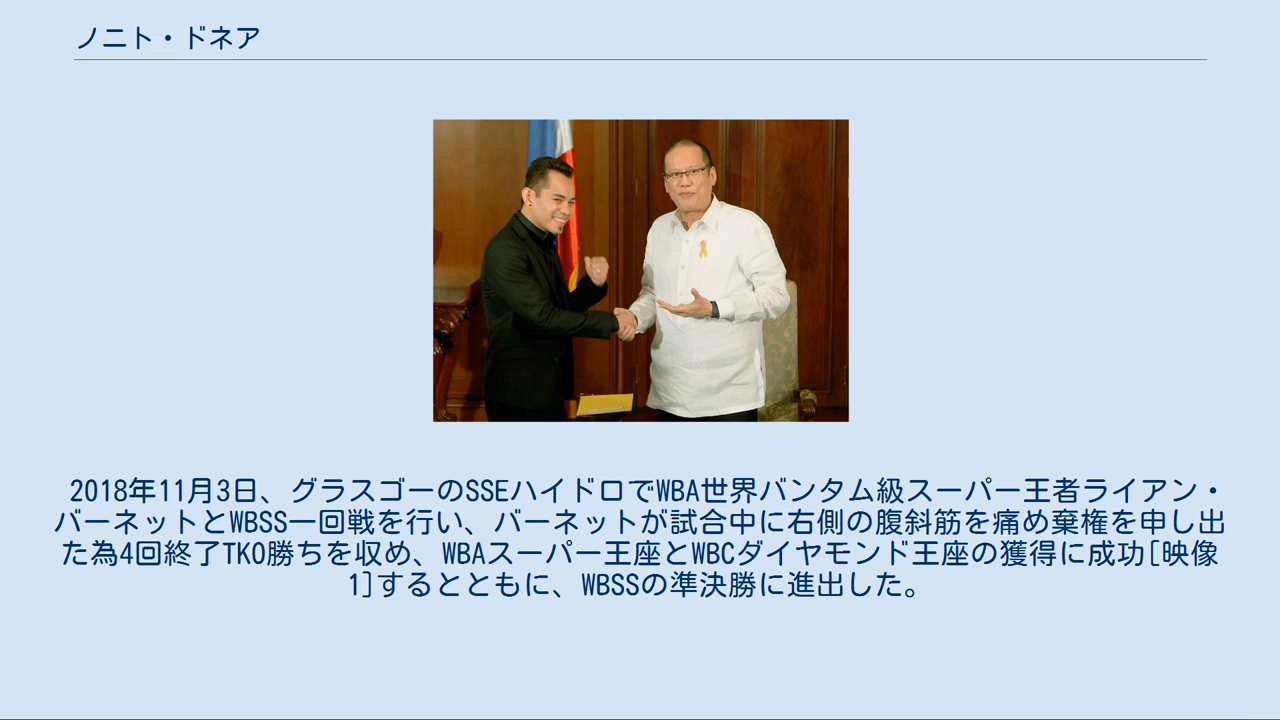 ノニト・ドネア
2018年11月3日、グラスゴーのSSEハイドロでWBA世界バンタム級スーパー王者ライアン・
バーネットとWBSS一回戦を行い、バーネットが試合中に右側の腹斜筋を痛め棄権を申し出
た為4回終了TKO勝ちを収め、WBAスーパー王座とWBCダイヤモンド王座の獲得に成功[映像
1]するとともに、WBSSの準決勝に進出した。